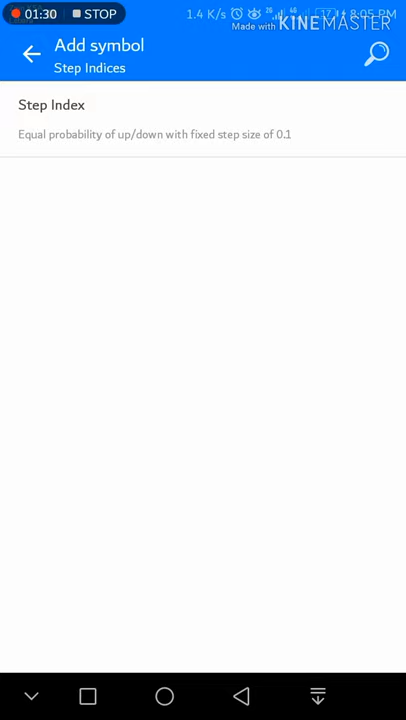 01:30 STOP
1.4 K/s 8:05 PM
Made with KINEMASTER
Add symbol
Step Indices
Step Index
Equal probability of up/down with fixed step size of 0.1